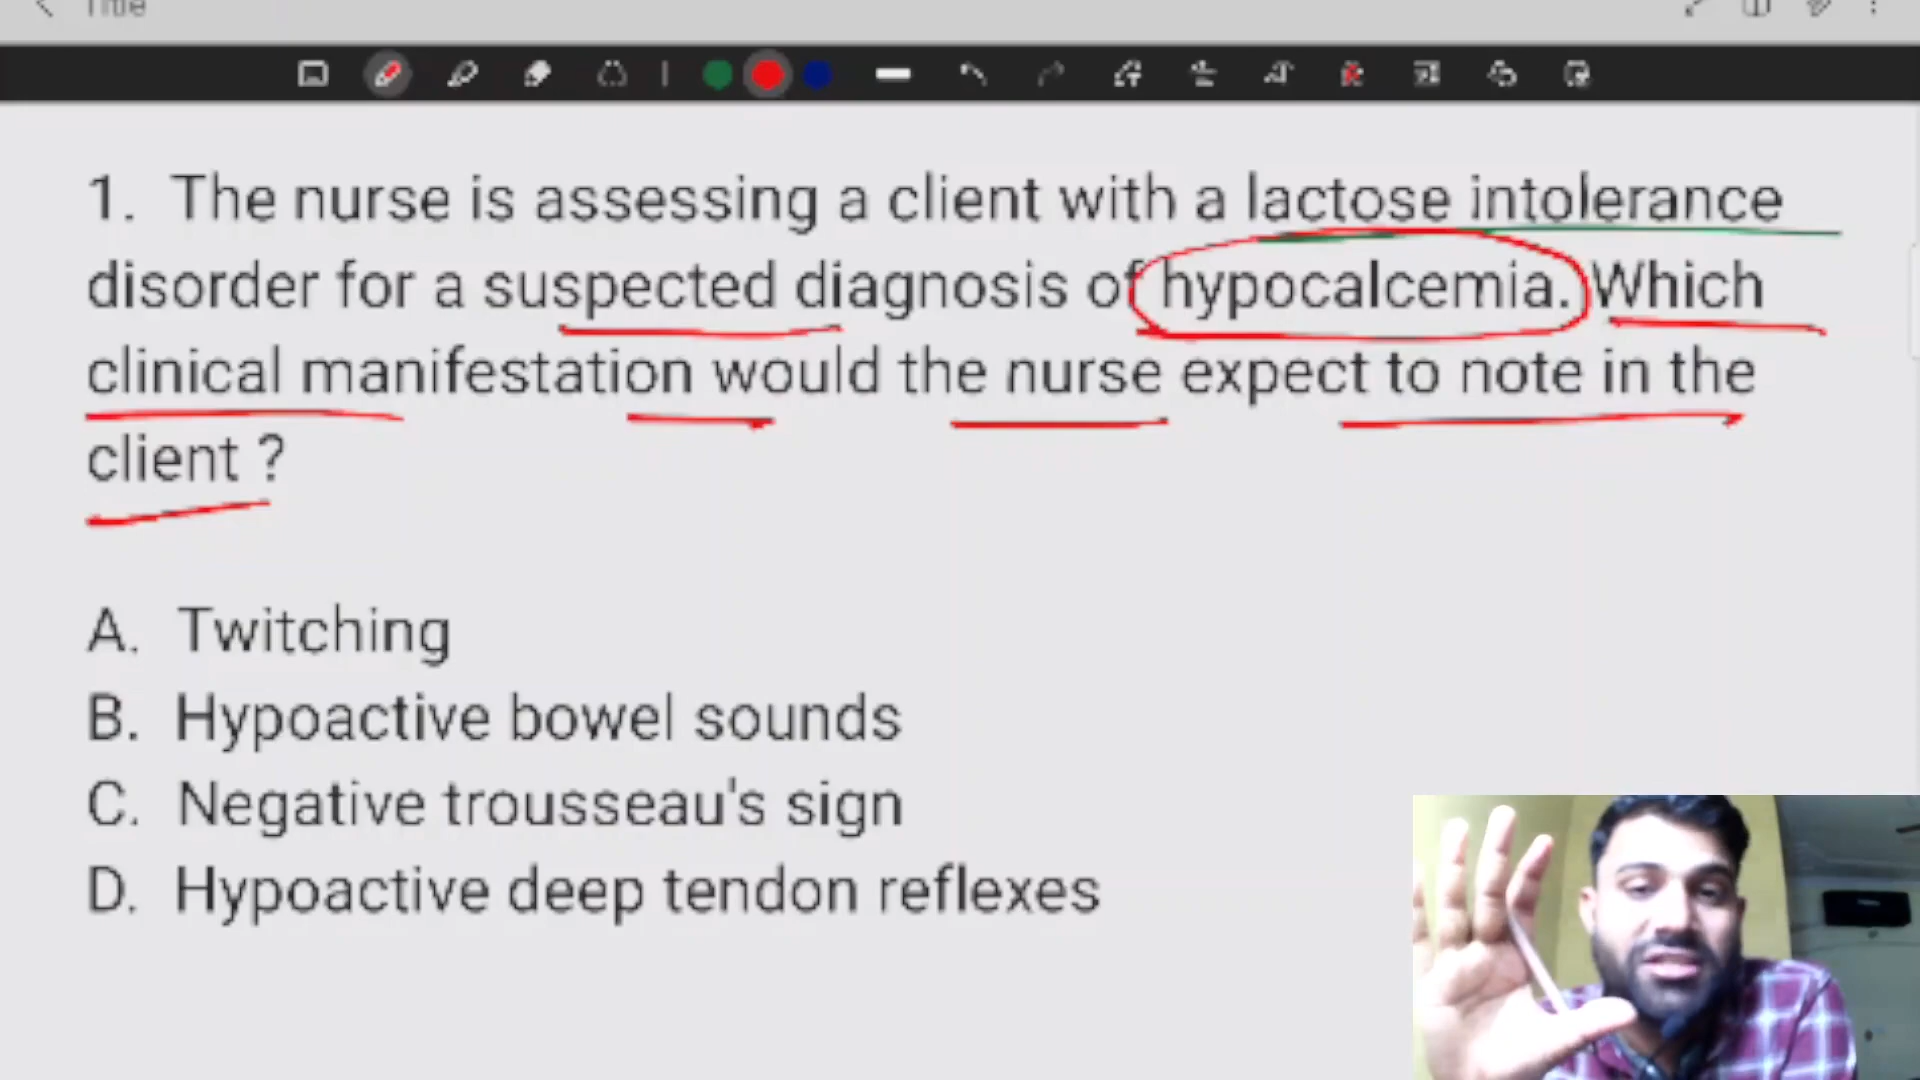 Title
1. The nurse is assessing a client with a lactose intolerance
disorder for a suspected diagnosis of hypocalcemia. Which
clinical manifestation would the nurse expect to note in the
client ?
A. Twitching
B. Hypoactive bowel sounds
C. Negative trousseau's sign
D. Hypoactive deep tendon reflexes